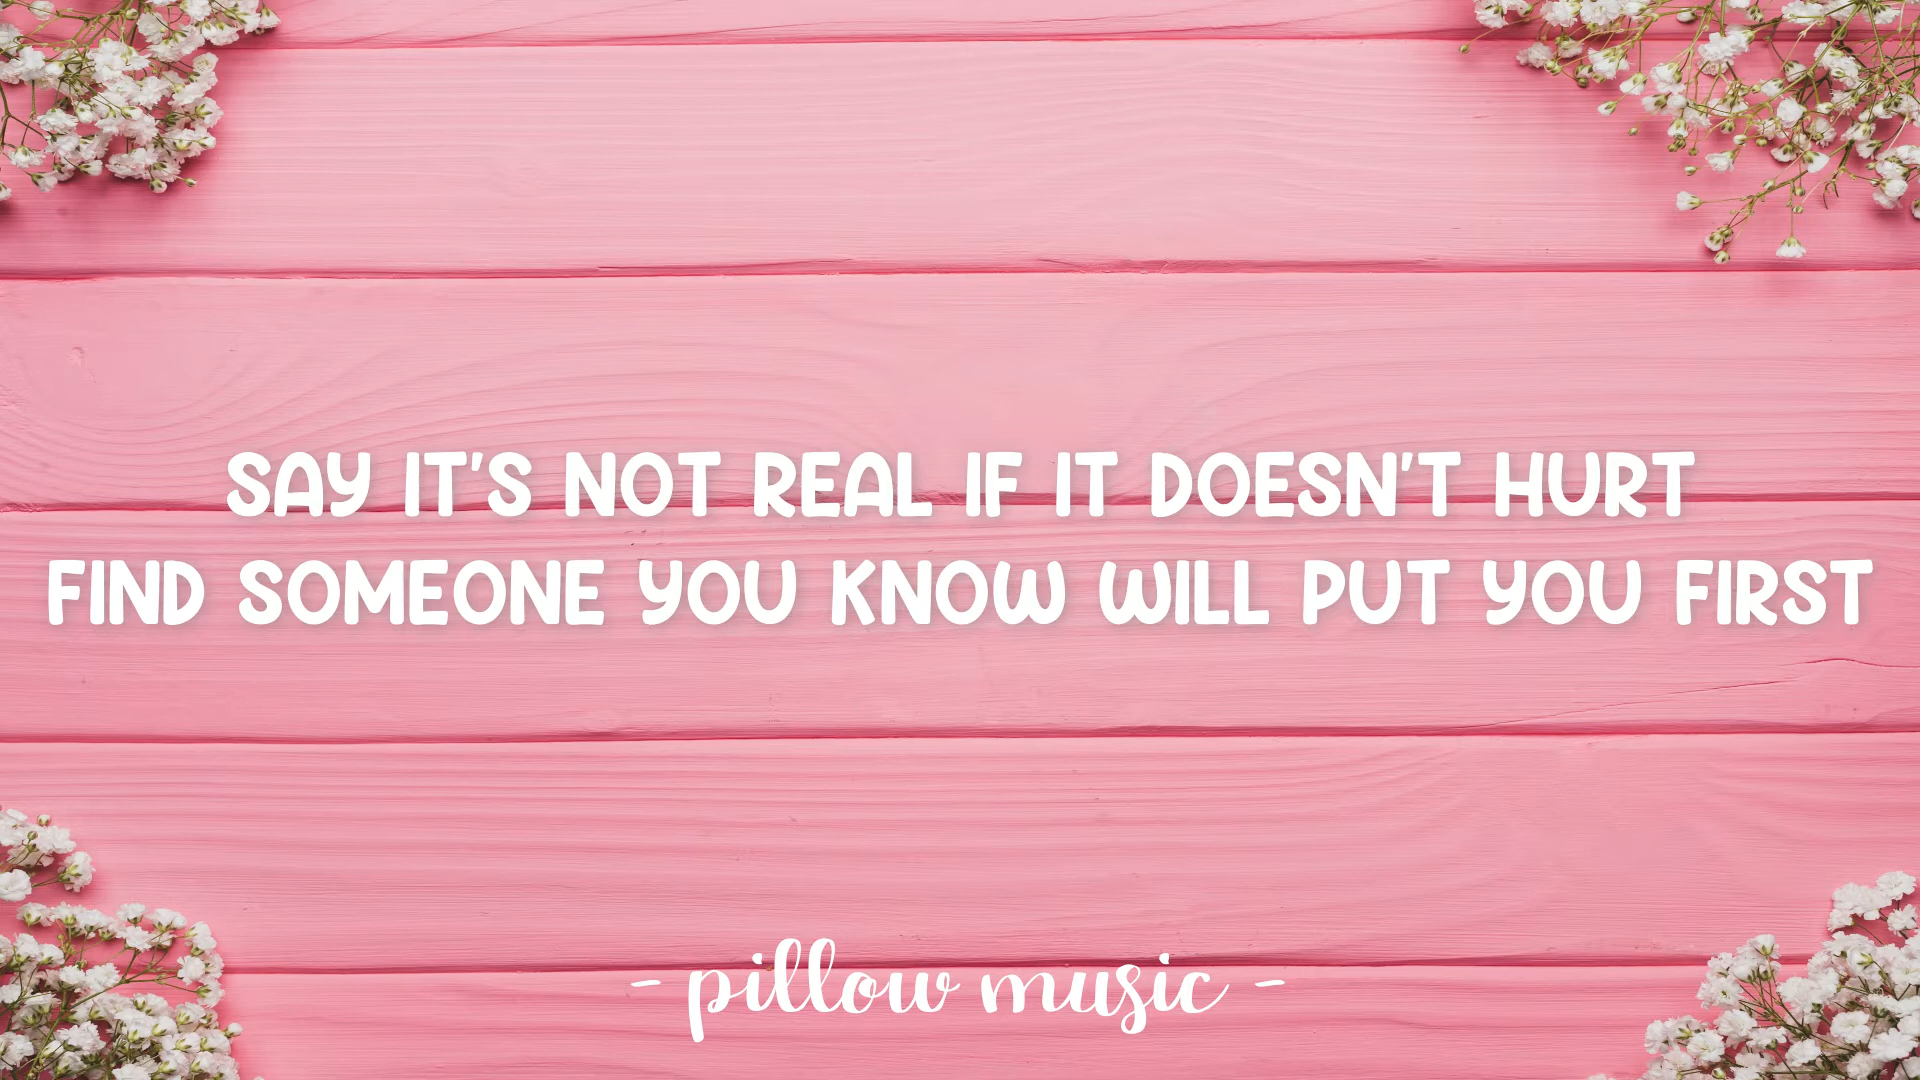 SAY IT'S NOT REAL IF IT DOESN'T HURT
FIND SOMEONE YOU KNOW WILL PUT YOU FIRST
- pillow music -